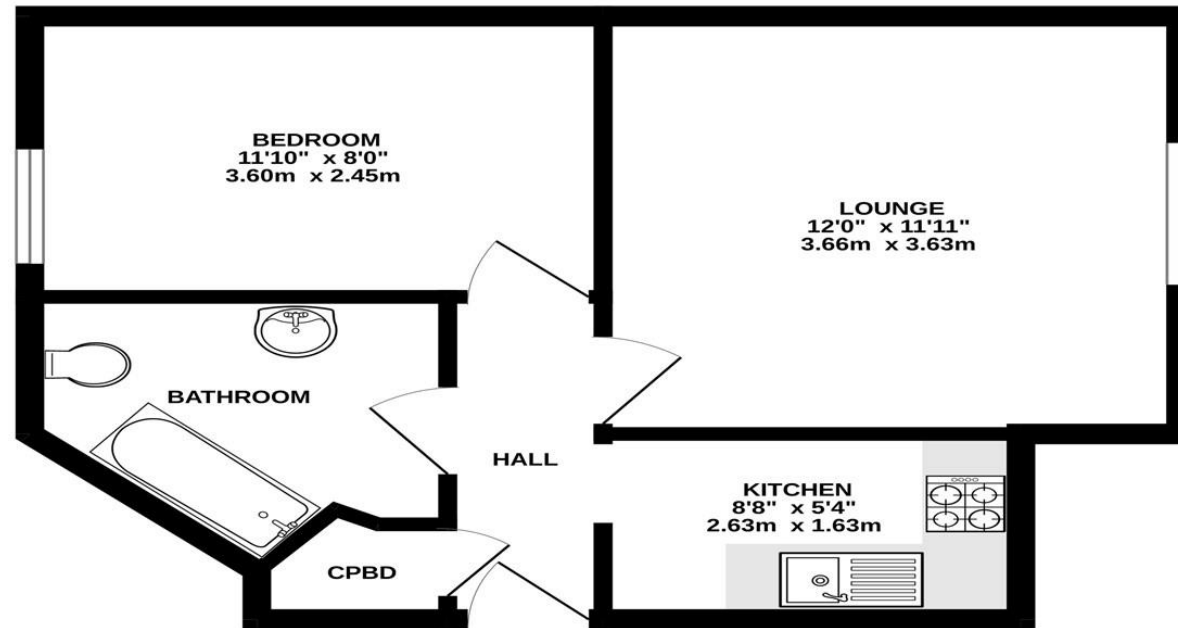 BEDROOM
11'10" x 8'0"
3.60m x 2.45m
LOUNGE
12'0" x 11'11"
3.66m x 3.63m
BATHROOM
HALL
KITCHEN
8'8" x 5'4"
2.63m x 1.63m
CPBD